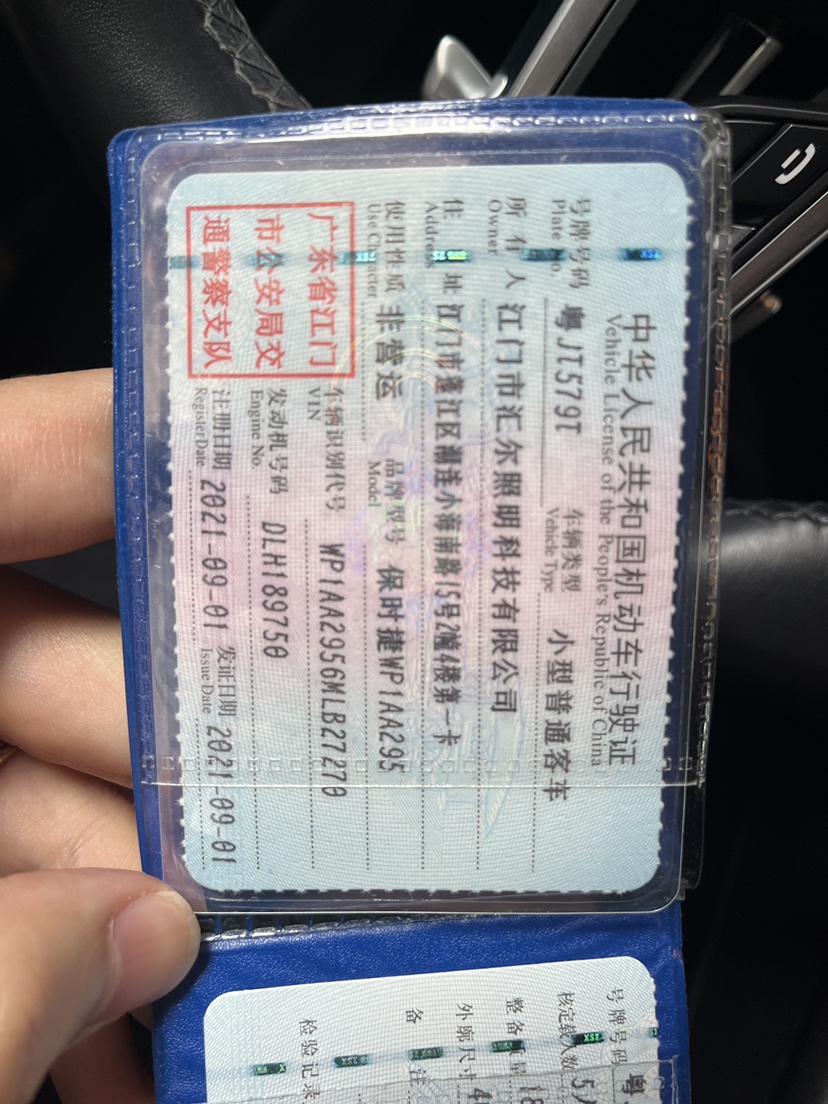 中华人民共和国机动车行驶证
Vehicle License of the People's Republic of China
号牌号码 粤JT579T 车辆类型 小型普通客车
Plate No. Vehicle Type
所有人 江门市汇尔照明科技有限公司
Owner
住址 江门市蓬江区潮连小海南路15号2幢4楼第一卡
Address
使用性质 非营运 品牌型号 保时捷WP1AA295
Use Character Model
广东省江门
市公安局交
通警察支队
车辆识别代号 WP1AA2956MLB27270
VIN
发动机号码 DLH189750
Engine No.
注册日期 2021-09-01 发证日期 2021-09-01
Register Date Issue Date
号牌号码 粤
核定载人数 5人
整备质量 18
外廓尺寸 4
备注
检验记录